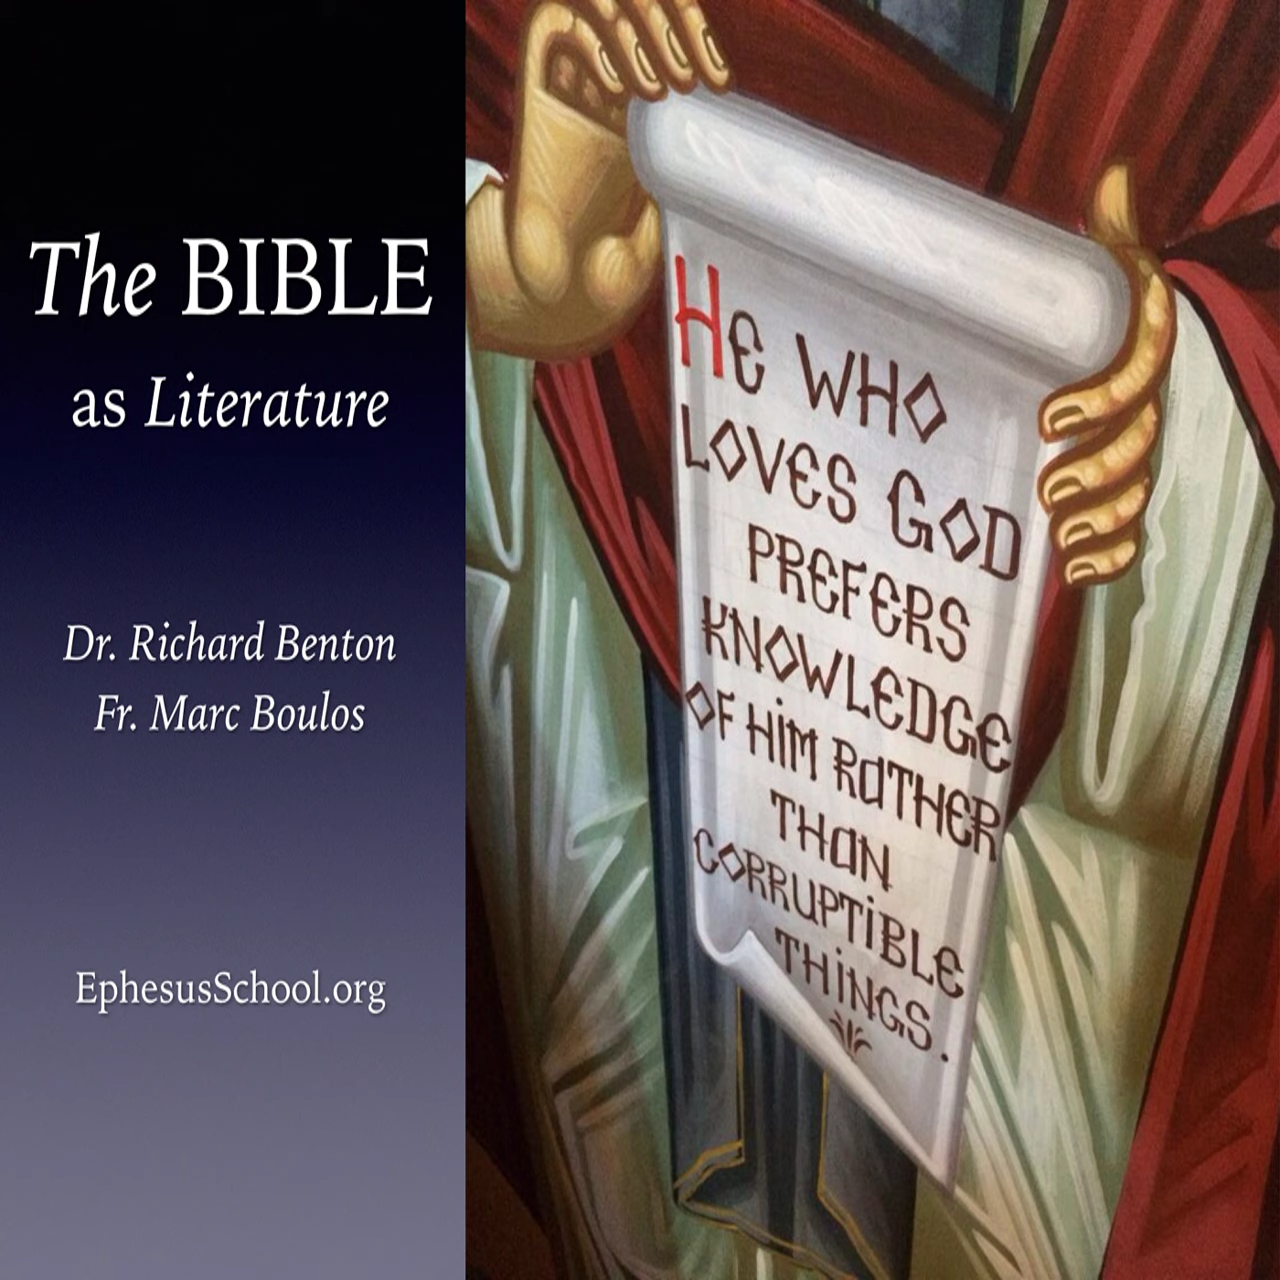 The BIBLE
as Literature
Dr. Richard Benton
Fr. Marc Boulos
EphesusSchool.org
HE WHO
LOVES GOD
PREFERS
KNOWLEDGE
OF HIM RATHER
THAN
CORRUPTIBLE
THINGS.